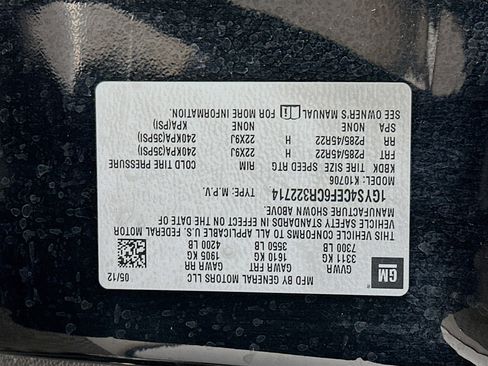 GM
MFD BY GENERAL MOTORS LLC
05/12
GVWR GAWR FRT GAWR RR
3311 KG 1610 KG 1905 KG
7300 LB 3550 LB 4200 LB
THIS VEHICLE CONFORMS TO ALL APPLICABLE U.S. FEDERAL MOTOR
VEHICLE SAFETY STANDARDS IN EFFECT ON THE DATE OF
MANUFACTURE SHOWN ABOVE.
1GYS4CEF6CR322714 TYPE: M.P.V.
MODEL: K10706
KBDK TIRE SIZE SPEED RTG RIM COLD TIRE PRESSURE
FRT P285/45R22 H 22X9J 240KPA(35PSI)
RR P285/45R22 H 22X9J 240KPA(35PSI)
SPA NONE NONE KPA(PSI)
SEE OWNER'S MANUAL FOR MORE INFORMATION.